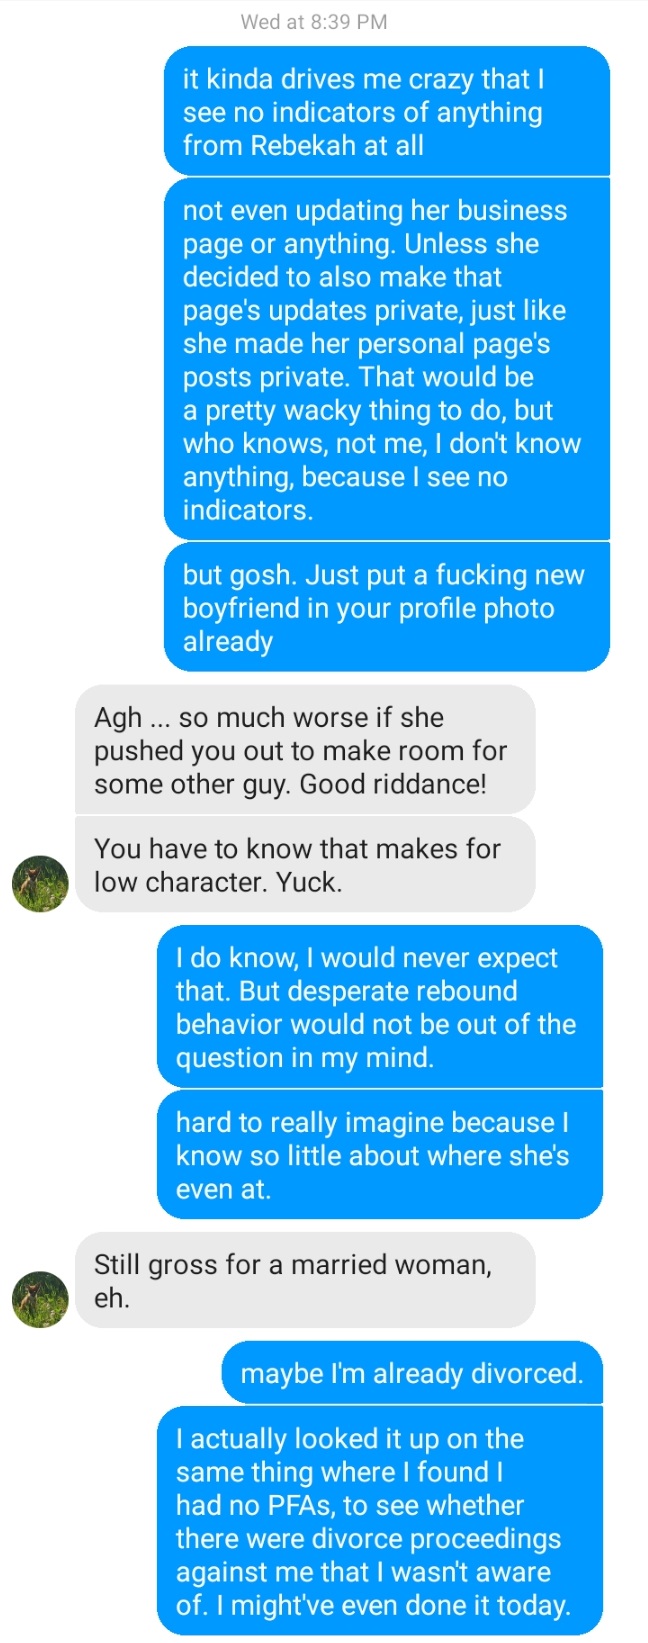 Wed at 8:39 PM
it kinda drives me crazy that I
see no indicators of anything
from Rebekah at all
not even updating her business
page or anything. Unless she
decided to also make that
page's updates private, just like
she made her personal page's
posts private. That would be
a pretty wacky thing to do, but
who knows, not me, I don't know
anything, because I see no
indicators.
but gosh. Just put a fucking new
boyfriend in your profile photo
already
Agh ... so much worse if she
pushed you out to make room for
some other guy. Good riddance!
You have to know that makes for
low character. Yuck.
I do know, I would never expect
that. But desperate rebound
behavior would not be out of the
question in my mind.
hard to really imagine because I
know so little about where she's
even at.
Still gross for a married woman,
eh.
maybe I'm already divorced.
I actually looked it up on the
same thing where I found I
had no PFAs, to see whether
there were divorce proceedings
against me that I wasn't aware
of. I might've even done it today.